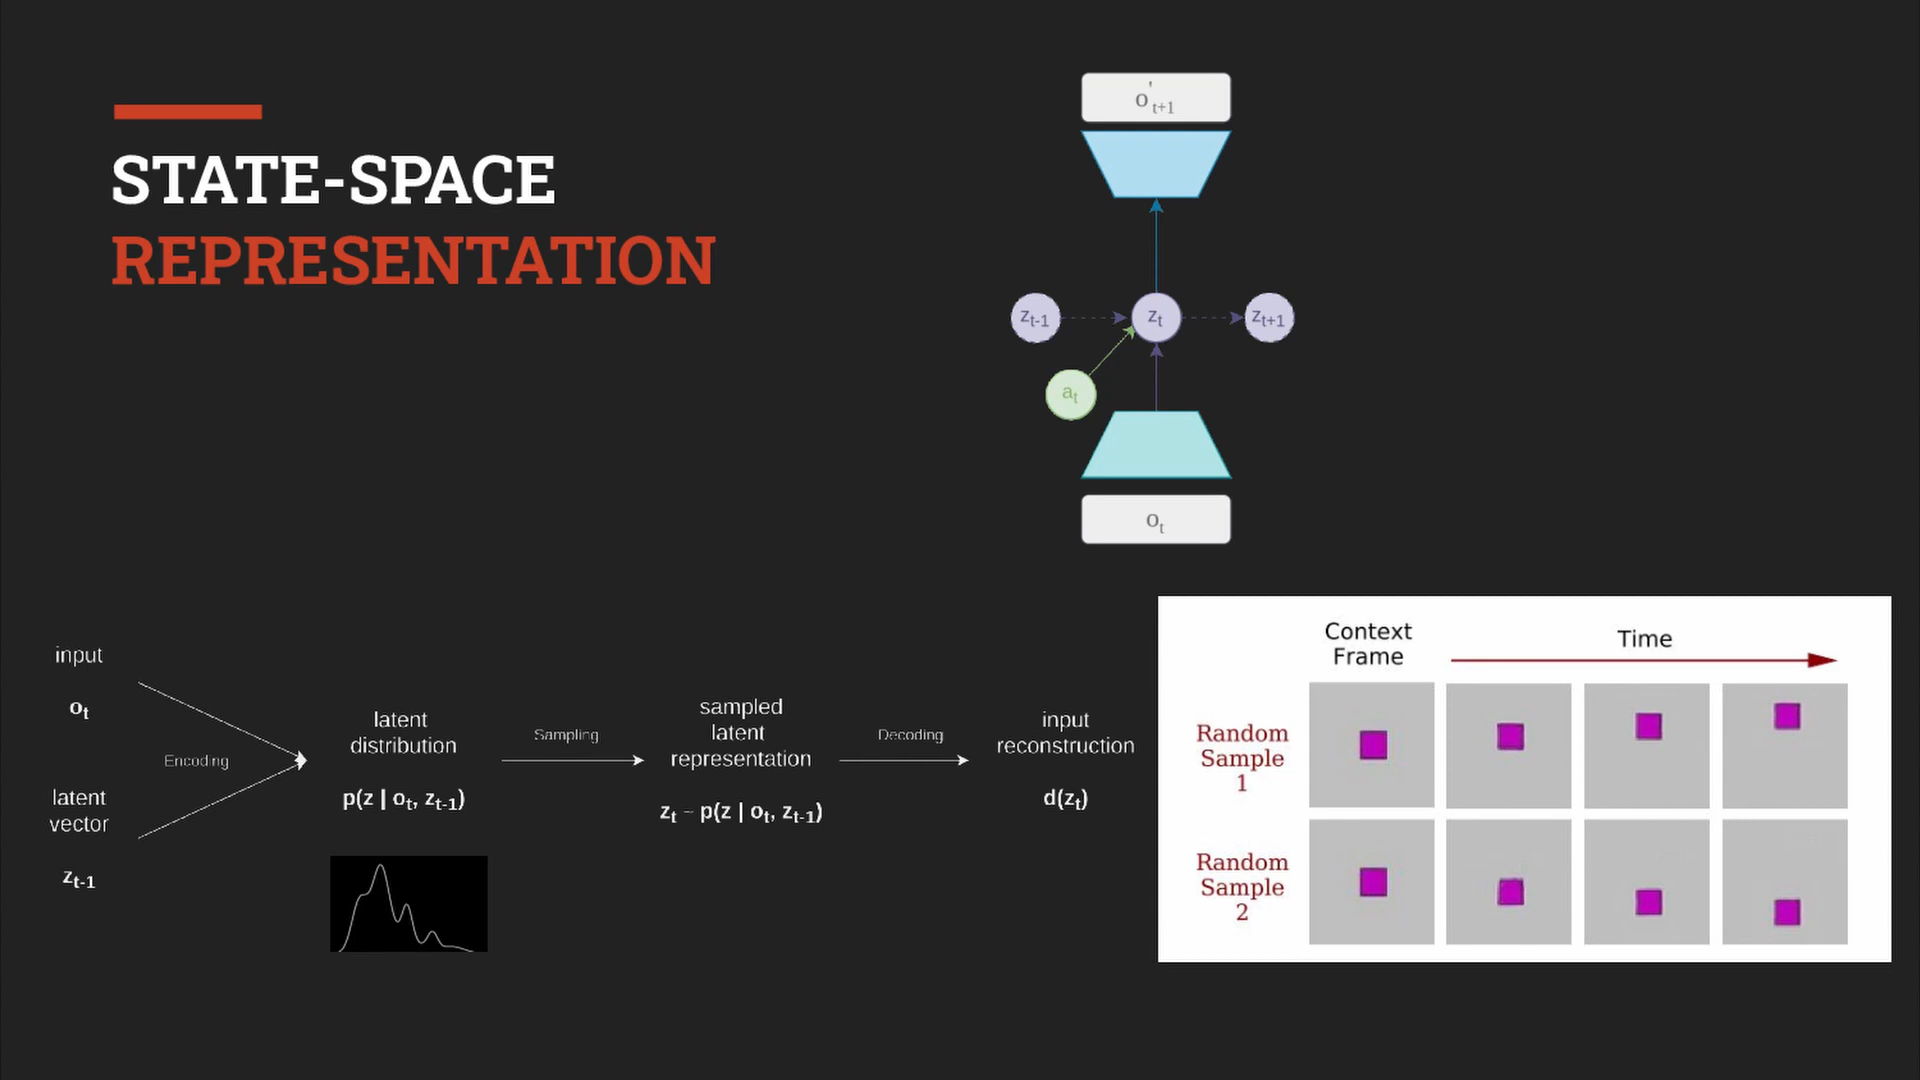 STATE-SPACE
REPRESENTATION
o't+1
zt-1
zt
zt+1
at
ot
input
ot
Encoding
latent
vector
zt-1
latent
distribution
p(z | ot, zt-1)
Sampling
sampled
latent
representation
zt ~ p(z | ot, zt-1)
Decoding
input
reconstruction
d(zt)
Context
Frame
Time
Random
Sample
1
Random
Sample
2